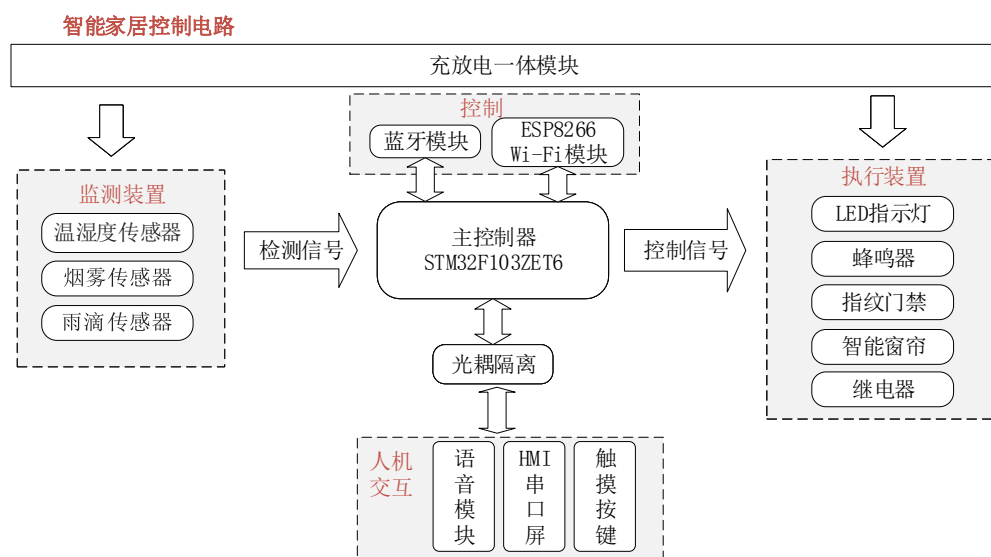 智能家居控制电路
充放电一体模块
控制
蓝牙模块
ESP8266
Wi-Fi模块
监测装置
温湿度传感器
烟雾传感器
雨滴传感器
检测信号
主控制器
STM32F103ZET6
控制信号
执行装置
LED指示灯
蜂鸣器
指纹门禁
智能窗帘
继电器
光耦隔离
人机
交互
语音模块
HMI串口屏
触摸按键